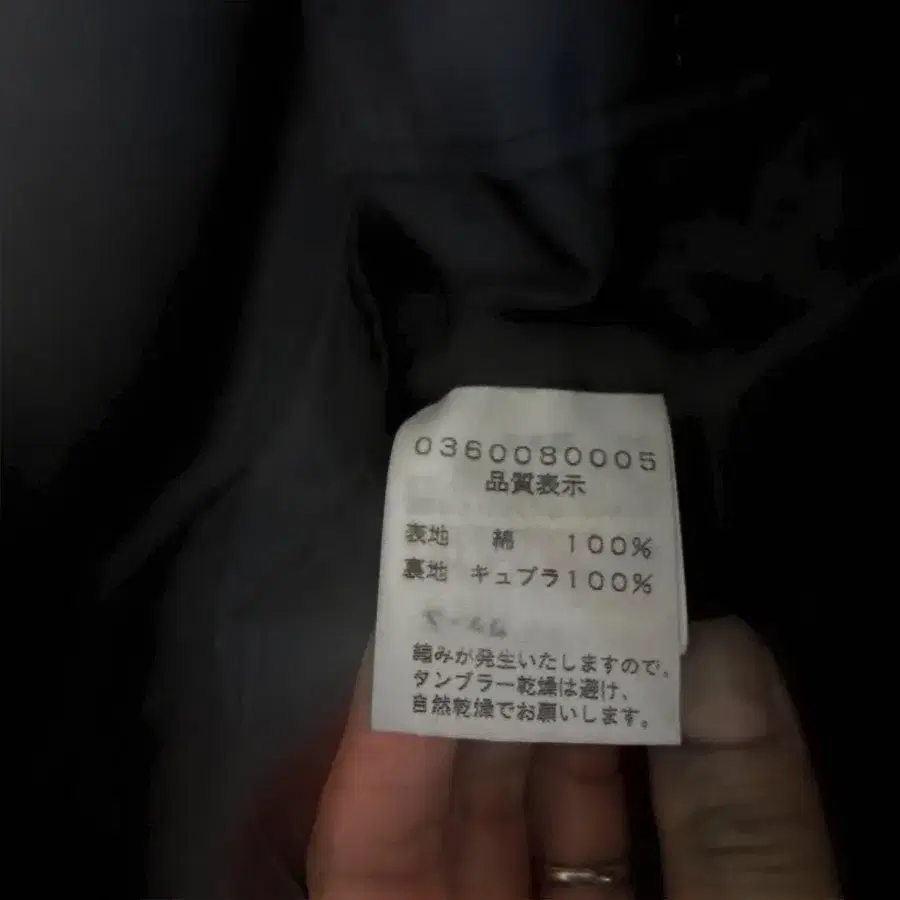 0360080005
品質表示
表地 綿 100%
裏地 キュプラ100%
縮みが発生いたしますので、
タンブラー乾燥は避け、
自然乾燥でお願いします。